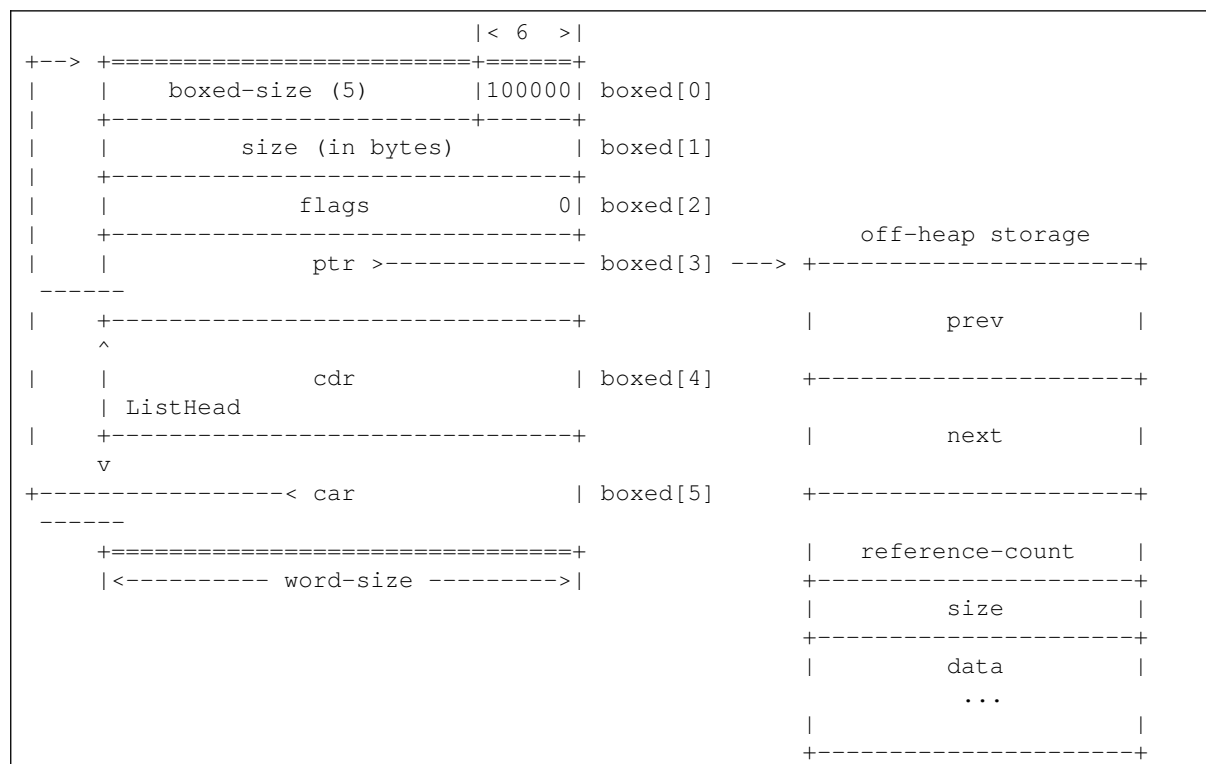 |< 6  >|
+--> +=========================+======+
|    |    boxed-size (5)       |100000| boxed[0]
|    +-------------------------+------+
|    |         size (in bytes)        | boxed[1]
|    +--------------------------------+
|    |             flags             0| boxed[2]
|    +--------------------------------+                   off-heap storage
|    |              ptr >-------------- boxed[3] ---> +----------------------+
 ------
|    +--------------------------------+               |         prev         |
     ^
|    |              cdr               | boxed[4]      +----------------------+
     | ListHead
|    +--------------------------------+               |         next         |
     v
+-----------------< car               | boxed[5]      +----------------------+
 ------
     +================================+               |   reference-count    |
     |<---------- word-size --------->|               +----------------------+
                                                      |         size         |
                                                      +----------------------+
                                                      |         data         |
                                                                 ...
                                                      |                      |
                                                      +----------------------+